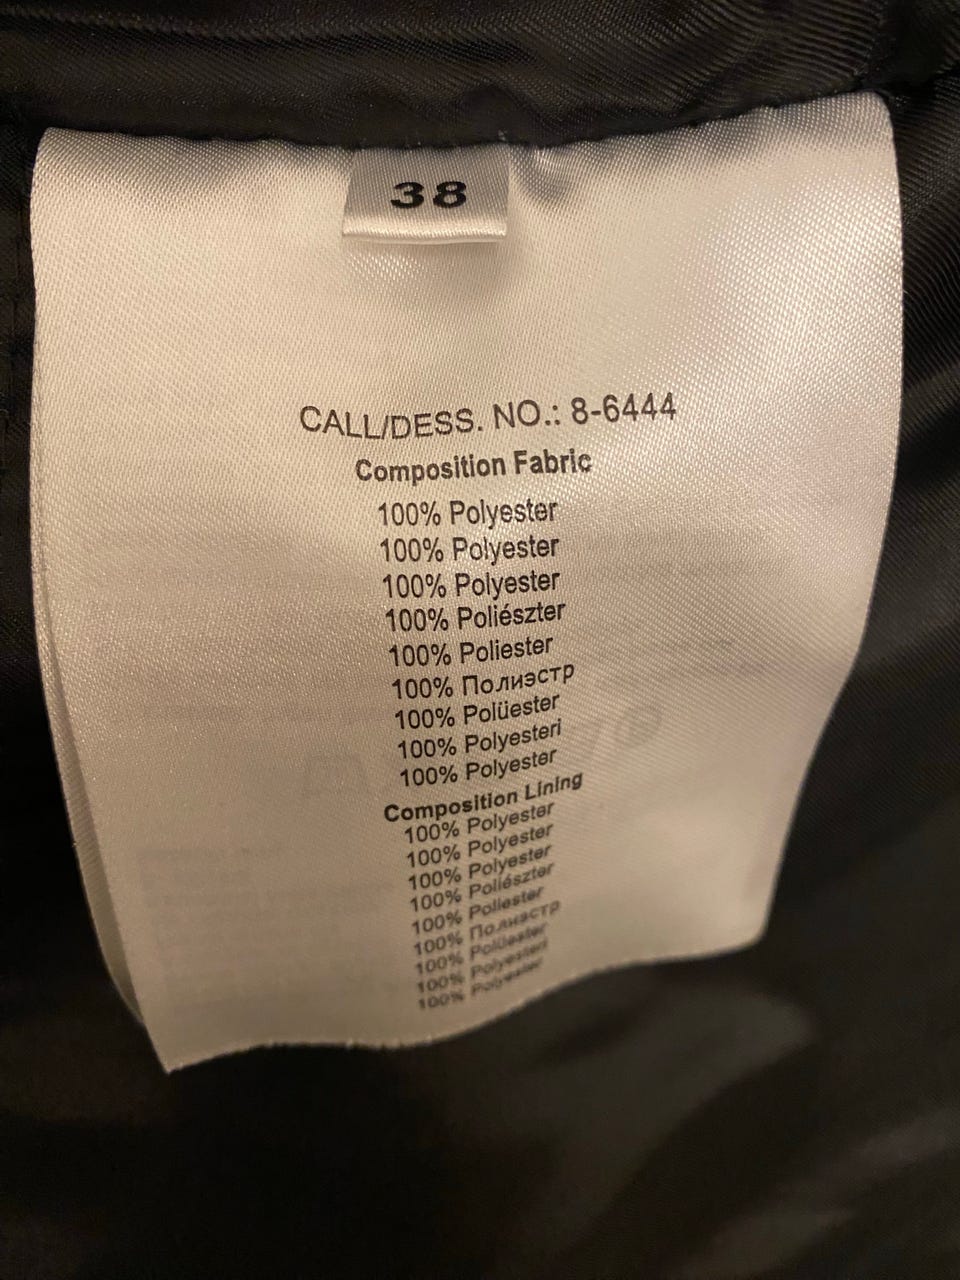 38
CALL/DESS. NO.: 8-6444
Composition Fabric
100% Polyester
100% Polyester
100% Polyester
100% Poliészter
100% Poliester
100% Полиэстр
100% Polüester
100% Polyesteri
100% Polyester
Composition Lining
100% Polyester
100% Polyester
100% Polyester
100% Poliészter
100% Poliester
100% Полиэстр
100% Polüester
100% Polyesteri
100% Polyester